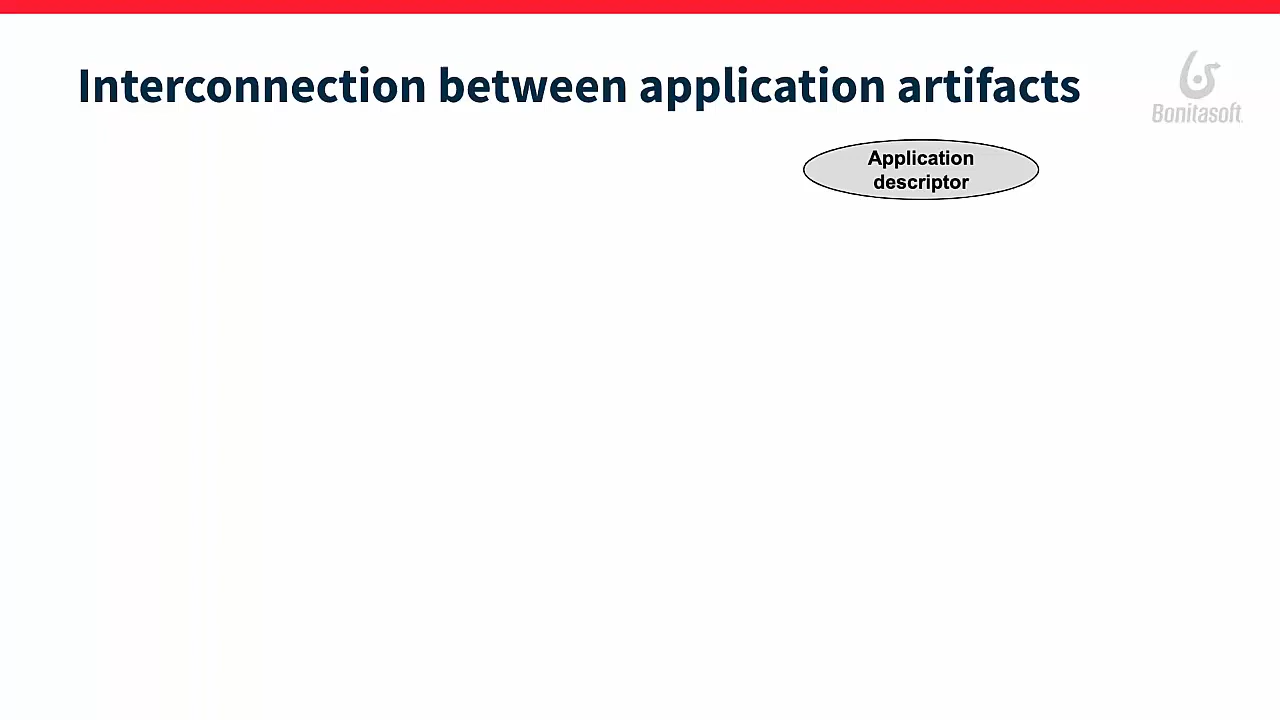 Interconnection between application artifacts
Bonitasoft
Application
descriptor